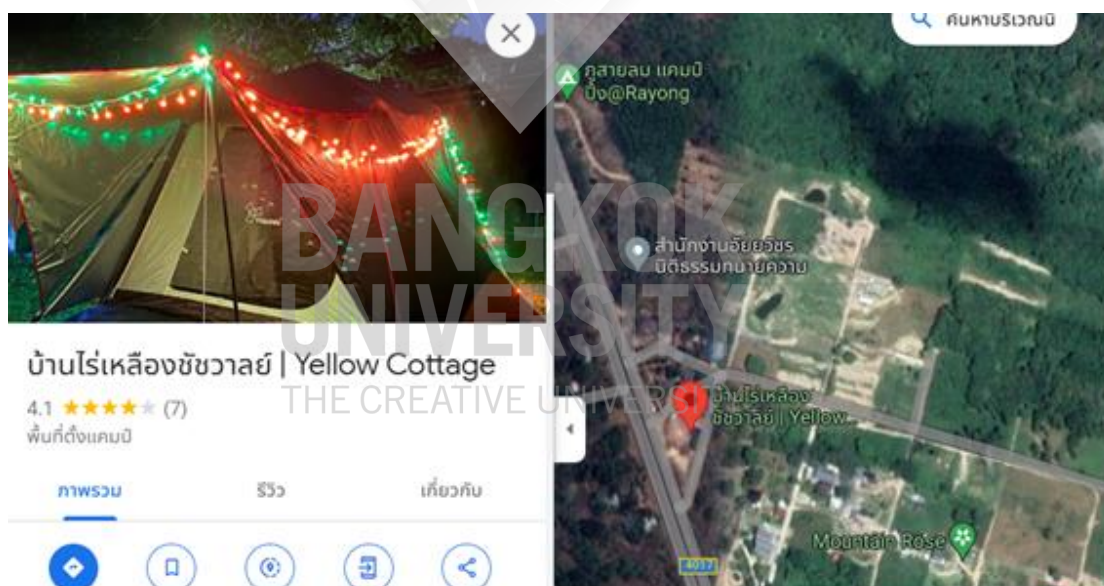 บ้านไร่เหลืองชัชวาลย์ | Yellow Cottage
4.1 (7)
พื้นที่ตั้งแคมป์
ภาพรวม
รีวิว
เกี่ยวกับ
ค้นหาบริเวณนี้
ภูสายลม แคมป์
ปิ้ง@Rayong
สำนักงานอัยยวัชร
นิติธรรมทนายความ
บ้านไร่เหลือง
ชัชวาลย์ | Yellow...
Mountain Rose
4017
BANGKOK
UNIVERSITY
THE CREATIVE UNIVERSITY